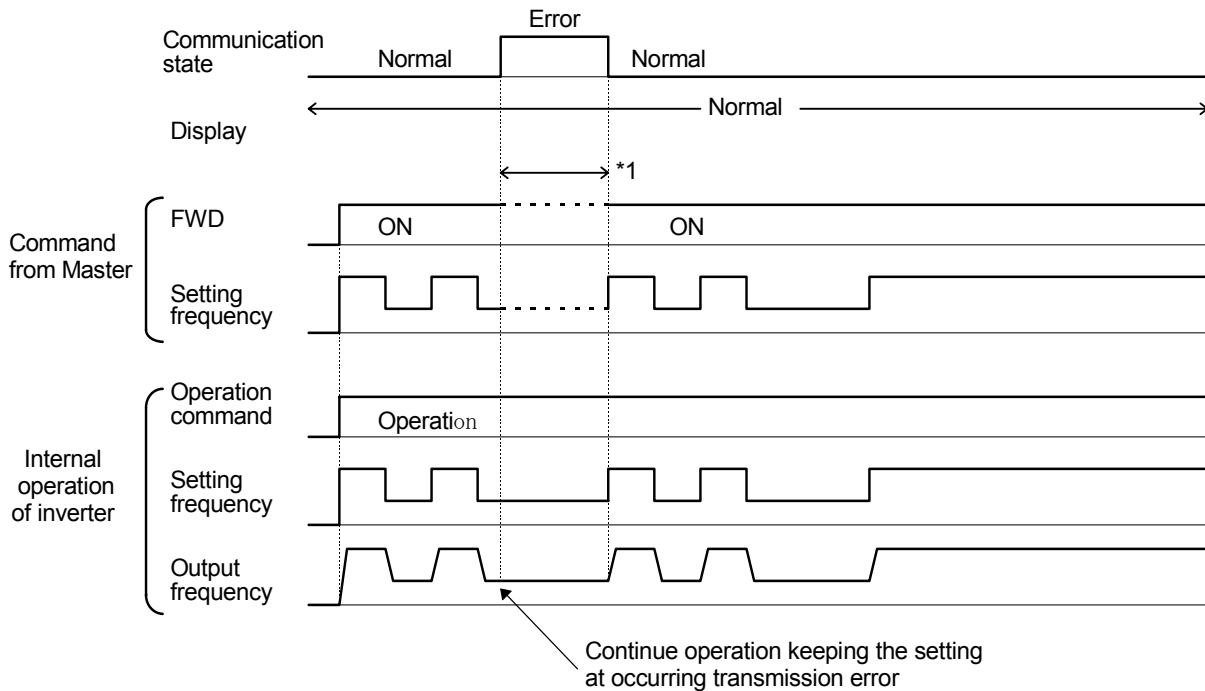 Error
Communication
state
Normal
Normal
Normal
Display
*1
Command
from Master
FWD
ON
ON
Setting
frequency
Internal
operation
of inverter
Operation
command
Operation
Setting
frequency
Output
frequency
Continue operation keeping the setting
at occurring transmission error